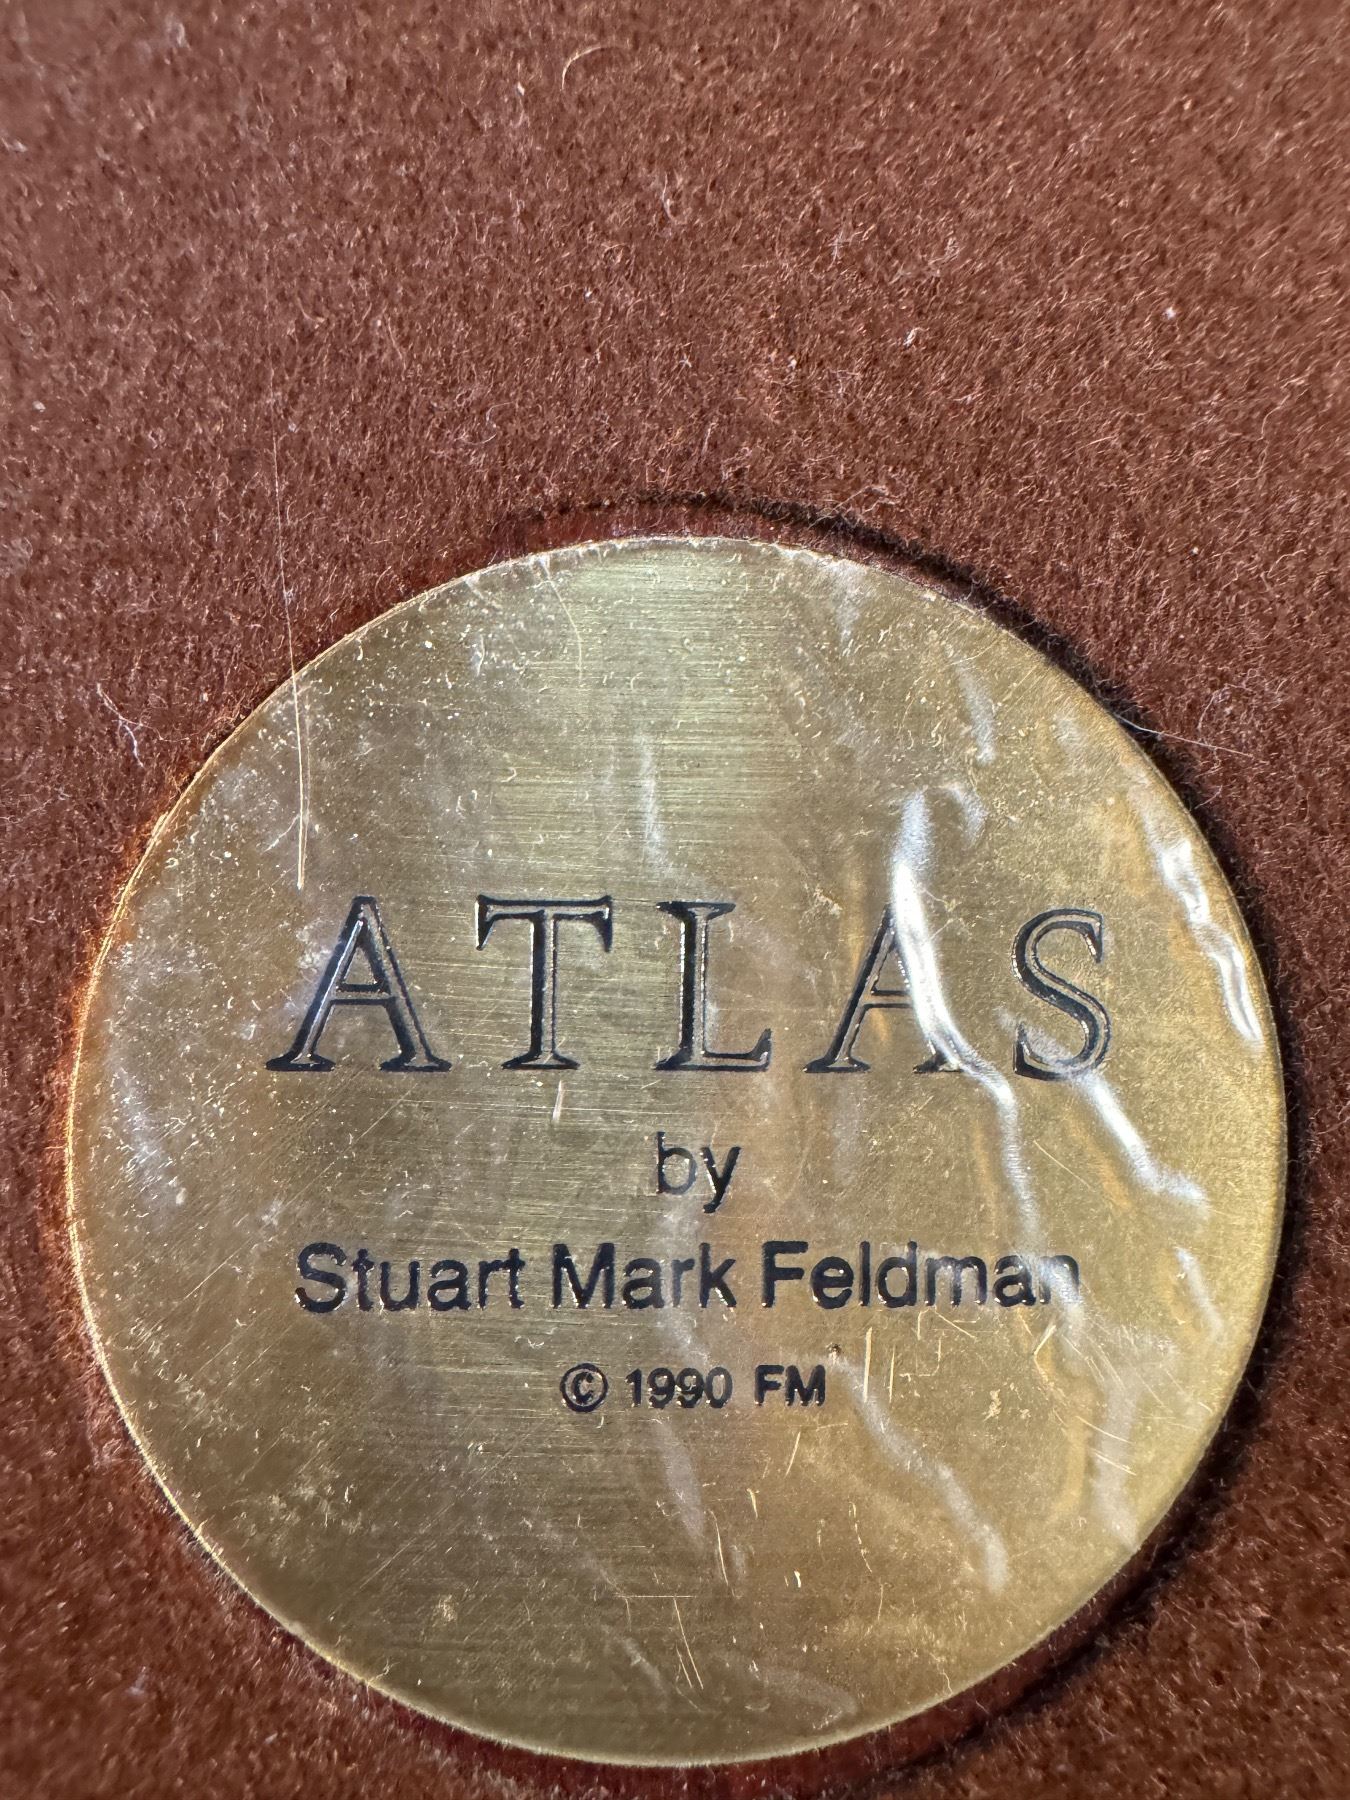 ATLAS
by
Stuart Mark Feldman
© 1990 FM